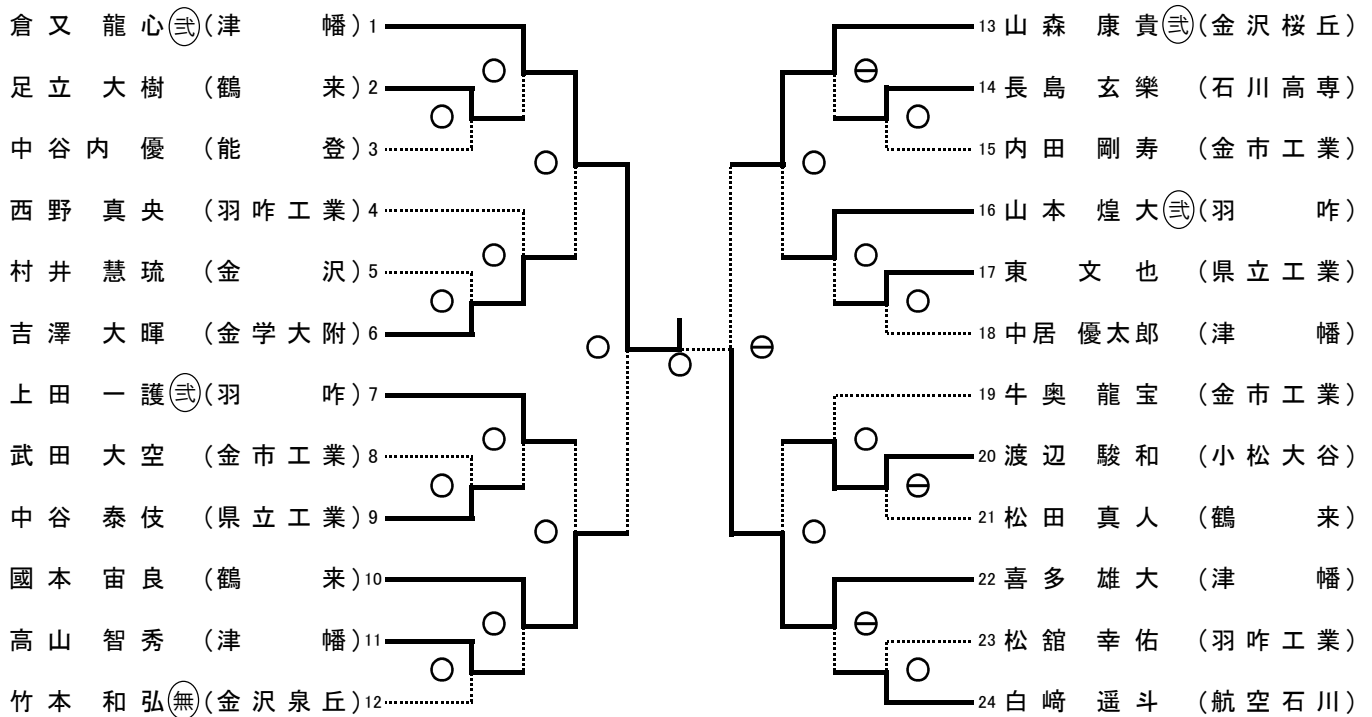 倉又 龍心㊁(津 幡) 1
足立 大樹 (鶴 来) 2
中谷内 優 (能 登) 3
西野 真央 (羽咋工業) 4
村井 慧琉 (金 沢) 5
吉澤 大暉 (金学大附) 6
上田 一護(弐)(羽 咋) 7
武田 大空 (金市工業) 8
中谷 泰伎 (県立工業) 9
國本 宙良 (鶴 来) 10
高山 智秀 (津 幡) 11
竹本 和弘(無)(金沢泉丘) 12
13 山森 康貴(弐)(金沢桜丘)
14 長島 玄樂 (石川高専)
15 内田 剛寿 (金市工業)
16 山本 煌大(弐)(羽 咋)
17 東 文也 (県立工業)
18 中居 優太郎 (津 幡)
19 牛奥 龍宝 (金市工業)
20 渡辺 駿和 (小松大谷)
21 松田 真人 (鶴 来)
22 喜多 雄大 (津 幡)
23 松舘 幸佑 (羽咋工業)
24 白﨑 遥斗 (航空石川)